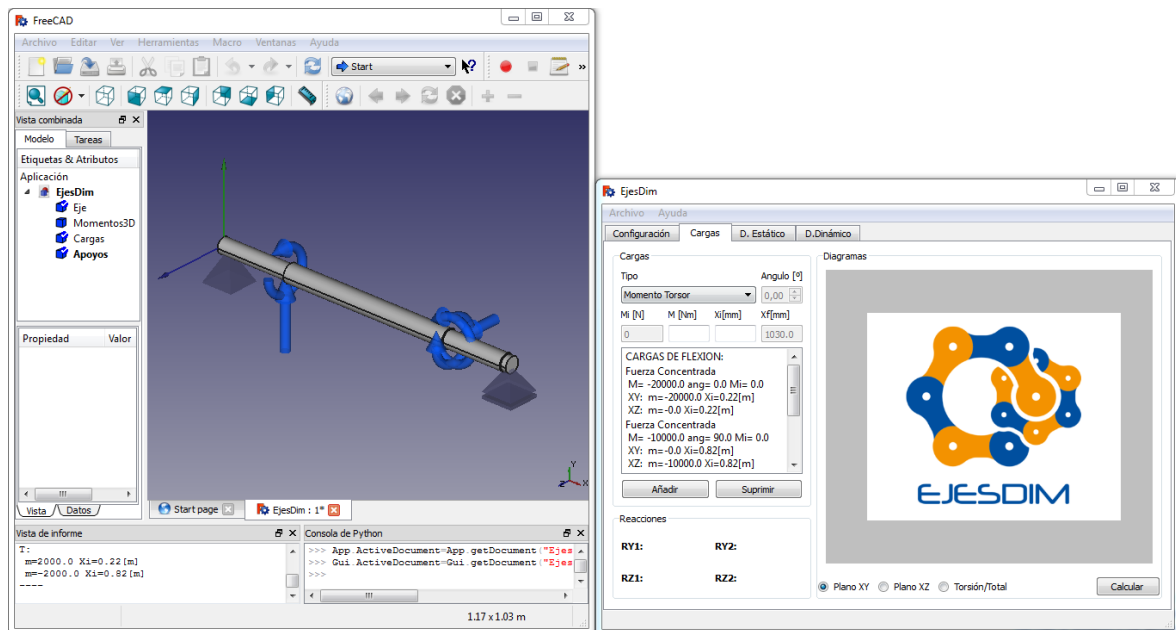 FreeCAD
Archivo Editar Ver Herramientas Macro Ventanas Ayuda
Start
Vista combinada
Modelo Tareas
Etiquetas & Atributos
Aplicación
EjesDim
Eje
Momentos3D
Cargas
Apoyos
Propiedad Valor
Vista Datos
Start page EjesDim : 1*
Y
Z X
Vista de informe
T:
m=2000.0 Xi=0.22[m]
m=-2000.0 Xi=0.82[m]
----
Consola de Python
>>> App.ActiveDocument=App.getDocument("Ejes
>>> Gui.ActiveDocument=Gui.getDocument("Ejes
>>>
1.17 x 1.03 m
EjesDim
Archivo Ayuda
Configuración Cargas D. Estático D.Dinámico
Cargas
Tipo Angulo [º]
Momento Torsor 0,00
Mi [N] M [Nm] Xi[mm] Xf[mm]
0 1030.0
CARGAS DE FLEXION:
Fuerza Concentrada
M= -20000.0 ang= 0.0 Mi= 0.0
XY: m=-20000.0 Xi=0.22[m]
XZ: m=-0.0 Xi=0.22[m]
Fuerza Concentrada
M= -10000.0 ang= 90.0 Mi= 0.0
XY: m=-0.0 Xi=0.82[m]
XZ: m=-10000.0 Xi=0.82[m]
Añadir Suprimir
Reacciones
RY1: RY2:
RZ1: RZ2:
Diagramas
EJESDIM
Plano XY Plano XZ Torsión/Total Calcular